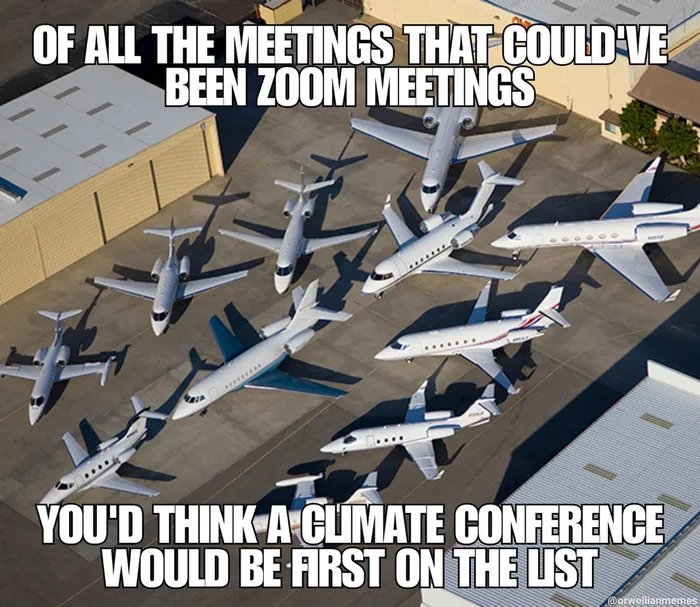 OF ALL THE MEETINGS THAT COULD'VE
BEEN ZOOM MEETINGS
YOU'D THINK A CLIMATE CONFERENCE
WOULD BE FIRST ON THE LIST
@orwellianmemes